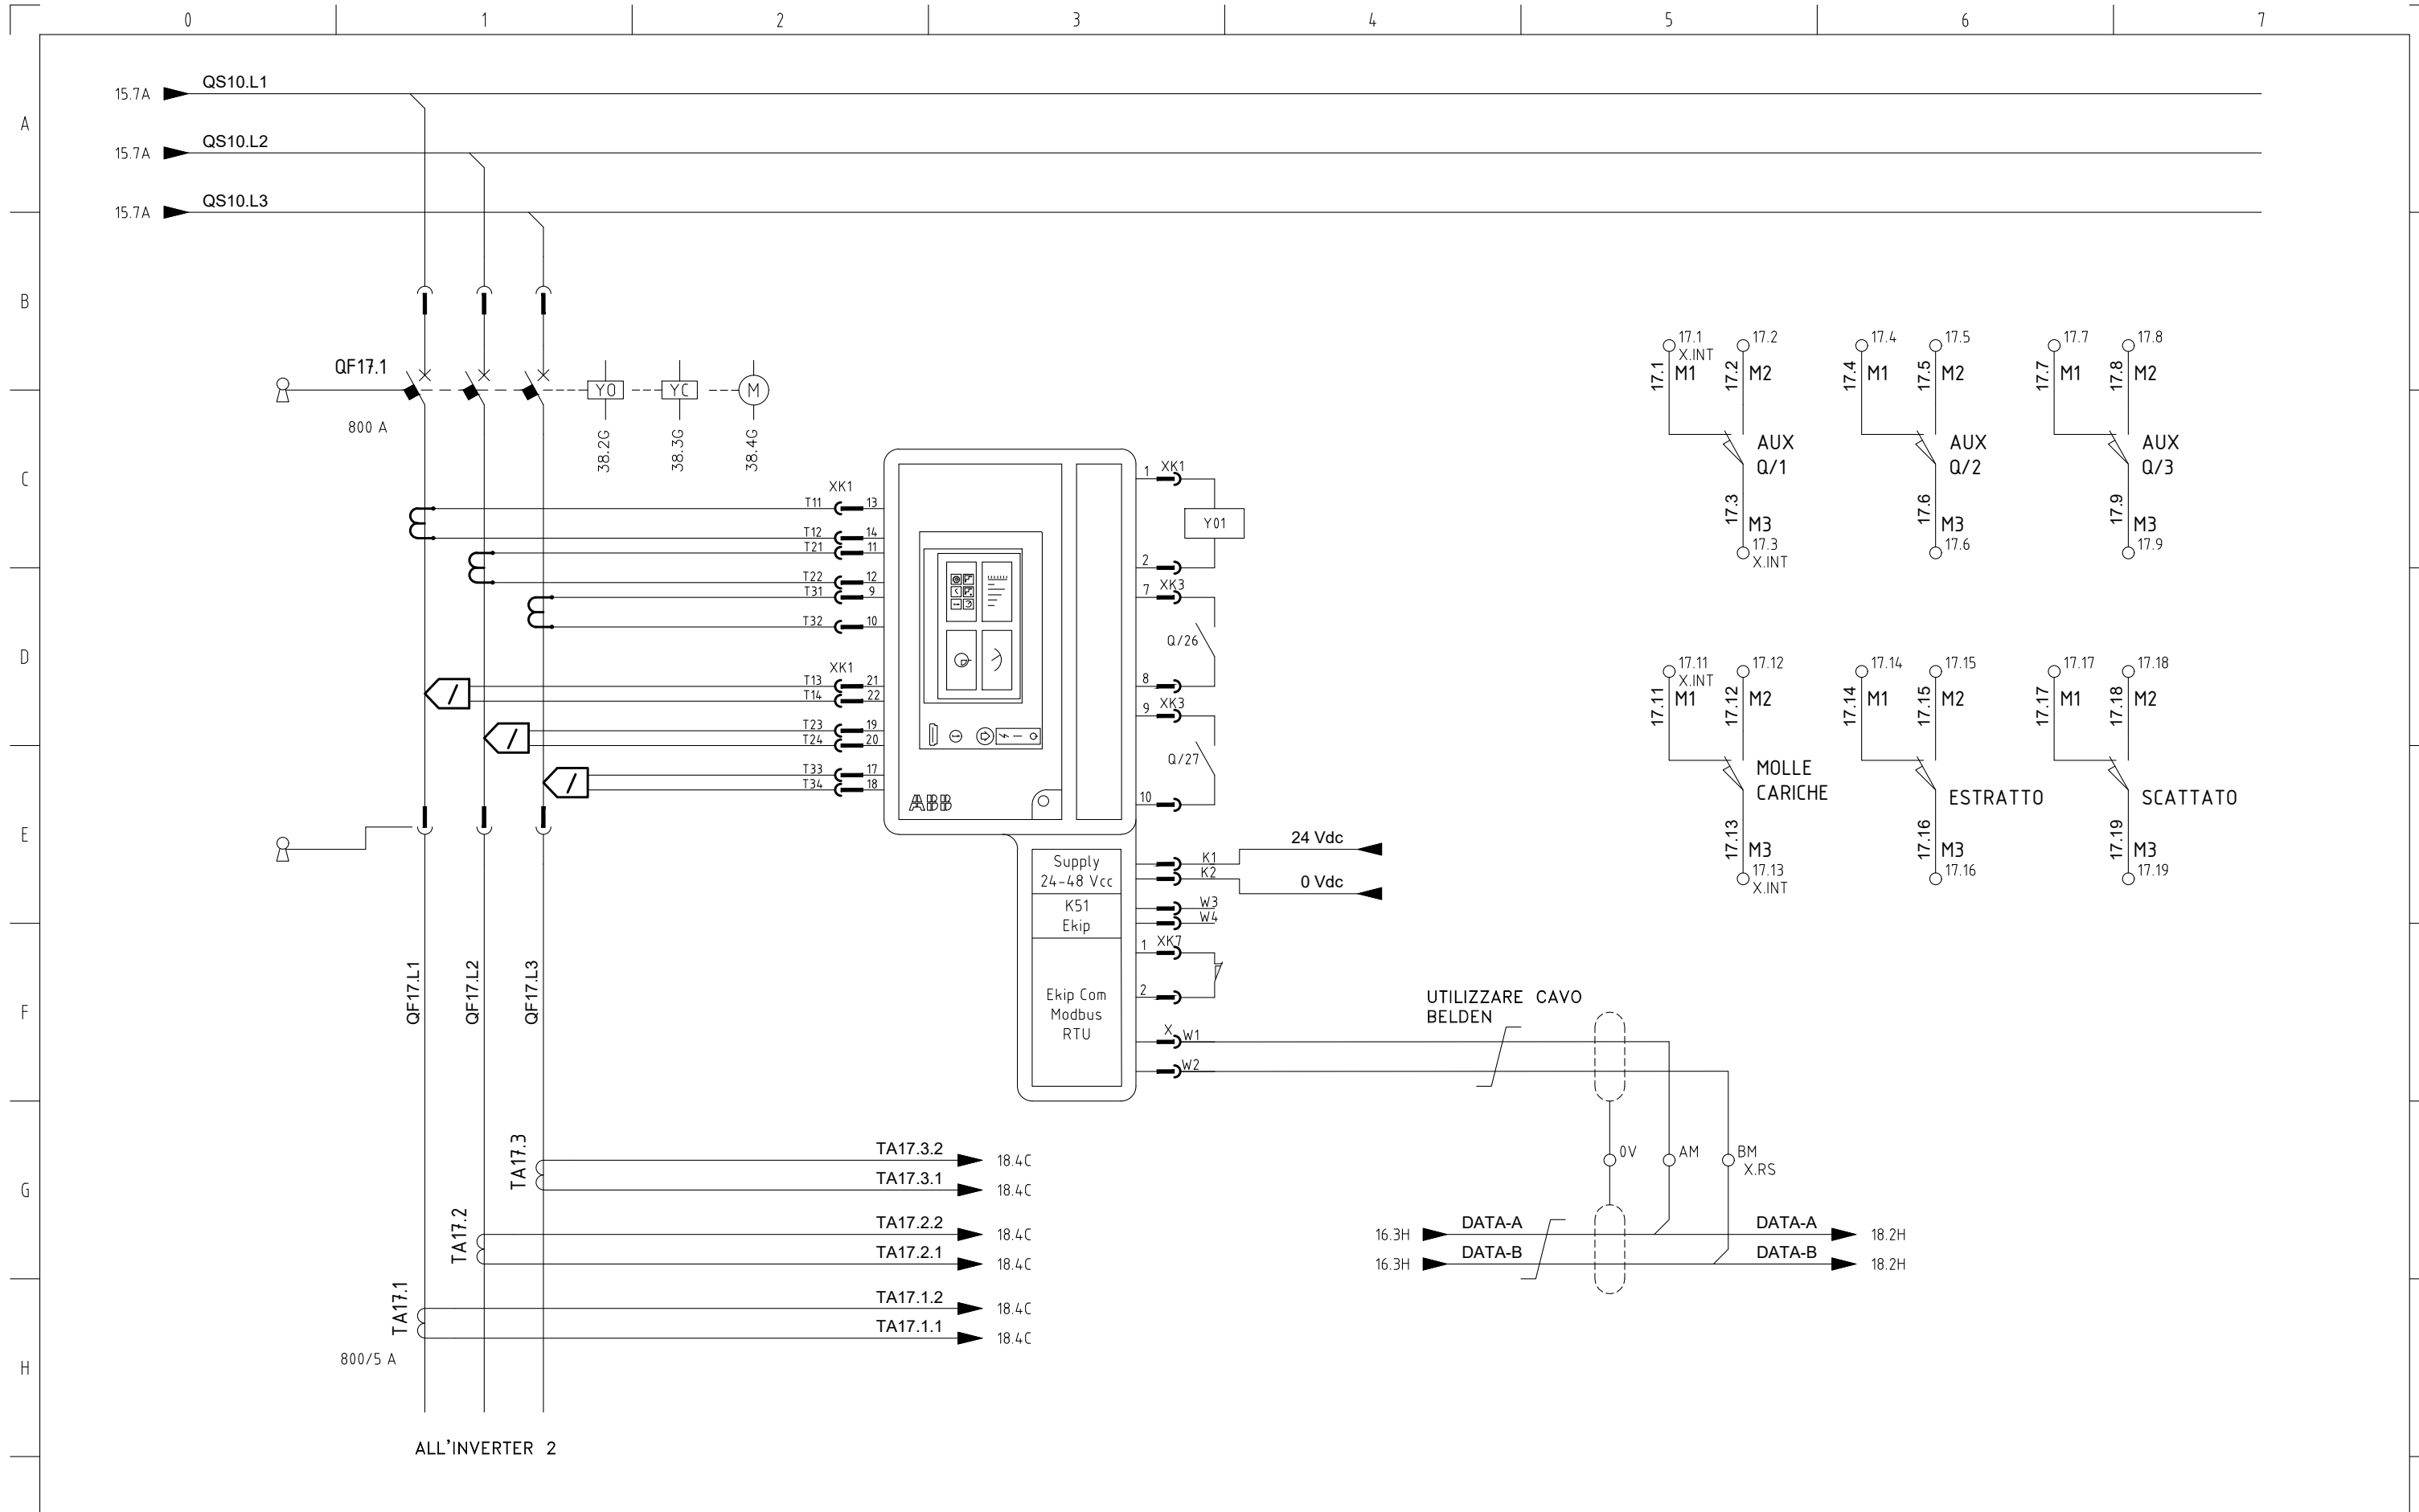 0 1 2 3 4 5 6 7
A
B
C
D
E
F
G
H
15.7A QS10.L1
15.7A QS10.L2
15.7A QS10.L3
QF17.1
800 A
YO
YC
M
38.2G
38.3G
38.4G
XK1
T11 13
T12 14
T21 11
T22 12
T31 9
T32 10
XK1
T13 21
T14 22
T23 19
T24 20
T33 17
T34 18
ABB
1 XK1
Y01
2
7 XK3
Q/26
8
9 XK3
Q/27
10
Supply
24-48 Vcc
K51
Ekip
Ekip Com
Modbus
RTU
K1
K2
24 Vdc
0 Vdc
W3
W4
1 XK7
2
X W1
W2
UTILIZZARE CAVO
BELDEN
0V
AM
BM
X.RS
16.3H DATA-A DATA-A 18.2H
16.3H DATA-B DATA-B 18.2H
17.1
X.INT
17.1 M1
17.2
17.2 M2
AUX
Q/1
17.3 M3
17.3
X.INT
17.4
17.4 M1
17.5
17.5 M2
AUX
Q/2
17.6 M3
17.6
17.7
17.7 M1
17.8
17.8 M2
AUX
Q/3
17.9 M3
17.9
17.11
X.INT
17.11 M1
17.12
17.12 M2
MOLLE
CARICHE
17.13 M3
17.13
X.INT
17.14
17.14 M1
17.15
17.15 M2
ESTRATTO
17.16 M3
17.16
17.17
17.17 M1
17.18
17.18 M2
SCATTATO
17.19 M3
17.19
QF17.L1
QF17.L2
QF17.L3
TA17.3
TA17.3.2 18.4C
TA17.3.1 18.4C
TA17.2
TA17.2.2 18.4C
TA17.2.1 18.4C
TA17.1
TA17.1.2 18.4C
TA17.1.1 18.4C
800/5 A
ALL'INVERTER 2